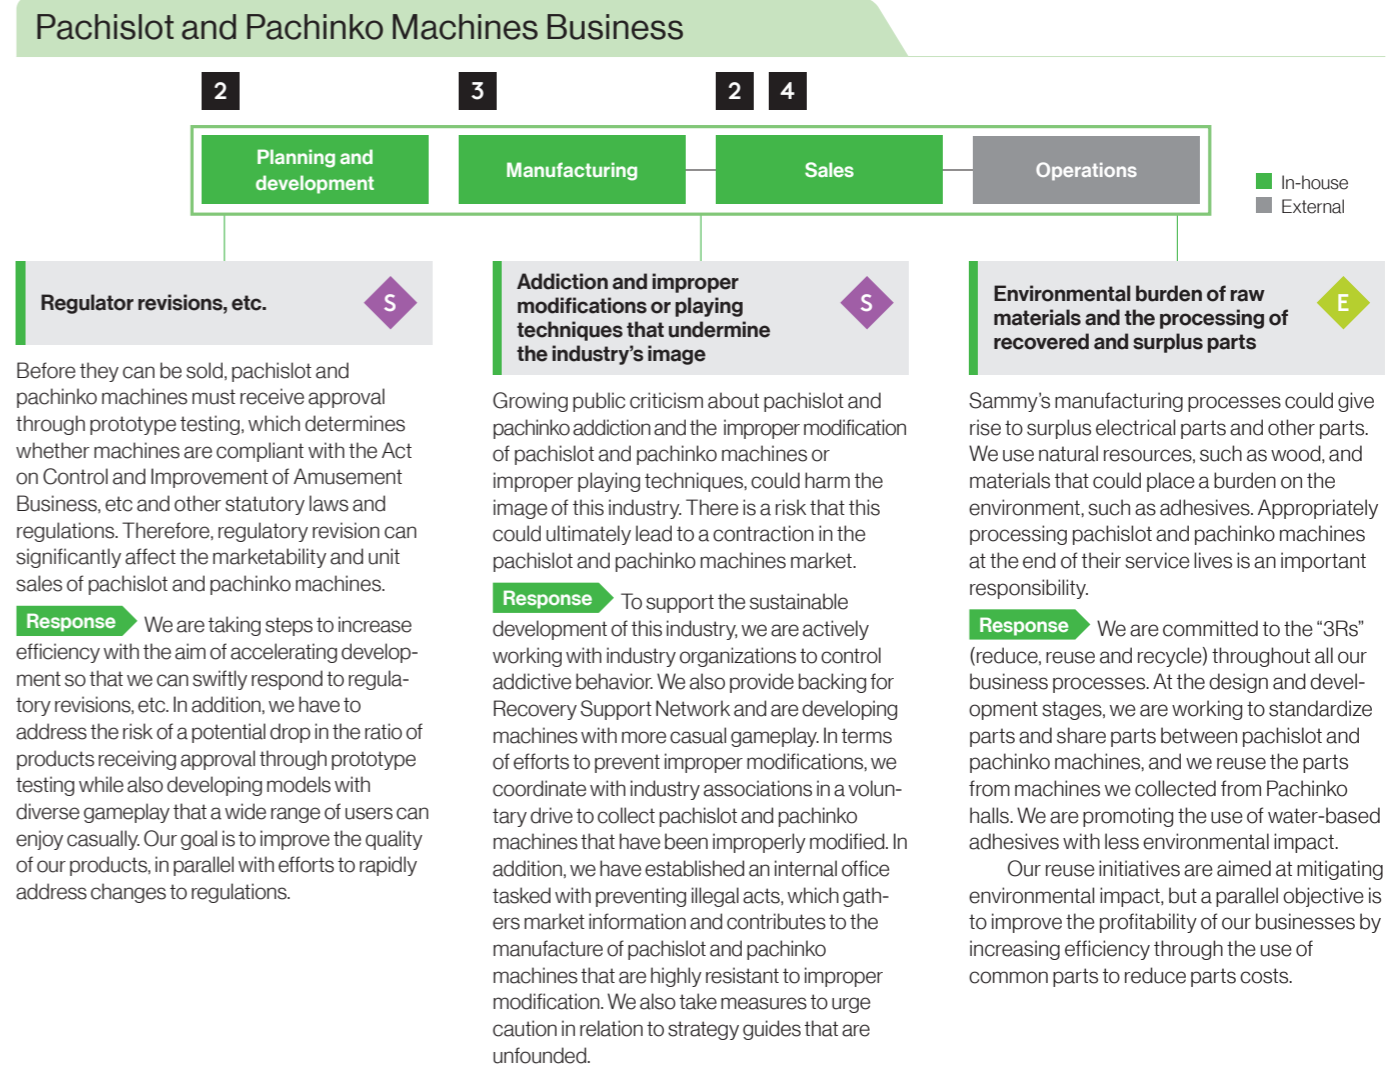 Pachislot and Pachinko Machines Business
2
3
2
4
Planning and
development
Manufacturing
Sales
Operations
In-house
External
Regulator revisions, etc.
S
Before they can be sold, pachislot and
pachinko machines must receive approval
through prototype testing, which determines
whether machines are compliant with the Act
on Control and Improvement of Amusement
Business, etc and other statutory laws and
regulations. Therefore, regulatory revision can
significantly affect the marketability and unit
sales of pachislot and pachinko machines.
Response We are taking steps to increase
efficiency with the aim of accelerating develop-
ment so that we can swiftly respond to regula-
tory revisions, etc. In addition, we have to
address the risk of a potential drop in the ratio of
products receiving approval through prototype
testing while also developing models with
diverse gameplay that a wide range of users can
enjoy casually. Our goal is to improve the quality
of our products, in parallel with efforts to rapidly
address changes to regulations.
Addiction and improper
modifications or playing
techniques that undermine
the industry's image
S
Growing public criticism about pachislot and
pachinko addiction and the improper modification
of pachislot and pachinko machines or
improper playing techniques, could harm the
image of this industry. There is a risk that this
could ultimately lead to a contraction in the
pachislot and pachinko machines market.
Response To support the sustainable
development of this industry, we are actively
working with industry organizations to control
addictive behavior. We also provide backing for
Recovery Support Network and are developing
machines with more casual gameplay. In terms
of efforts to prevent improper modifications, we
coordinate with industry associations in a volun-
tary drive to collect pachislot and pachinko
machines that have been improperly modified. In
addition, we have established an internal office
tasked with preventing illegal acts, which gath-
ers market information and contributes to the
manufacture of pachislot and pachinko
machines that are highly resistant to improper
modification. We also take measures to urge
caution in relation to strategy guides that are
unfounded.
Environmental burden of raw
materials and the processing of
recovered and surplus parts
E
Sammy's manufacturing processes could give
rise to surplus electrical parts and other parts.
We use natural resources, such as wood, and
materials that could place a burden on the
environment, such as adhesives. Appropriately
processing pachislot and pachinko machines
at the end of their service lives is an important
responsibility.
Response We are committed to the “3Rs”
(reduce, reuse and recycle) throughout all our
business processes. At the design and devel-
opment stages, we are working to standardize
parts and share parts between pachislot and
pachinko machines, and we reuse the parts
from machines we collected from Pachinko
halls. We are promoting the use of water-based
adhesives with less environmental impact.
Our reuse initiatives are aimed at mitigating
environmental impact, but a parallel objective is
to improve the profitability of our businesses by
increasing efficiency through the use of
common parts to reduce parts costs.